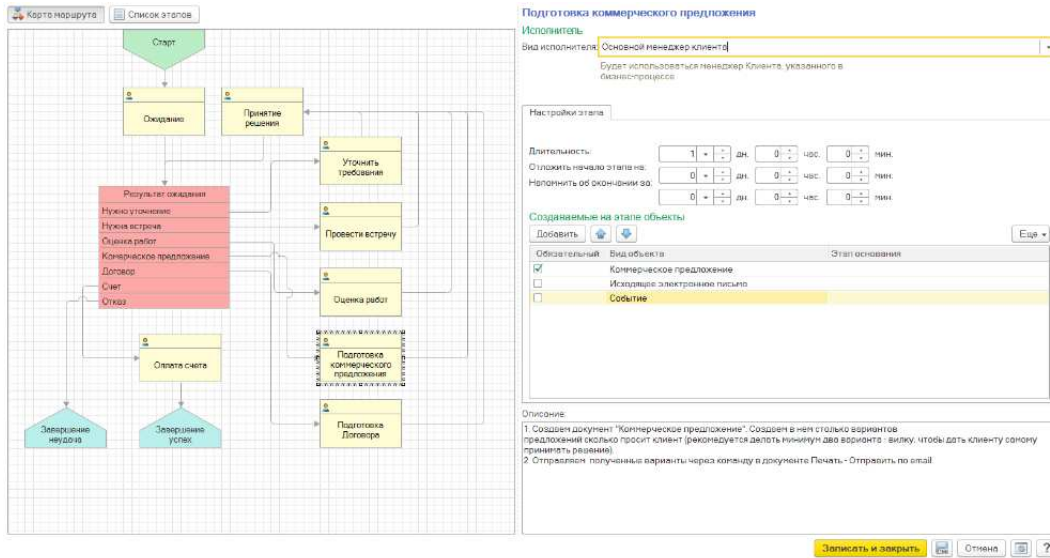 Карта маршрута
Список этапов
Старт
Ожидание
Принятие
решения
Уточнить
требования
Результат ожидания
Нужно уточнение
Нужна встреча
Оценка работ
Комерческое предложение
Договор
Счет
Отказ
Провести встречу
Оценка работ
Оплата счета
Подготовка
коммерческого
предложения
Завершение
неудача
Завершение
успех
Подготовка
Договора
Подготовка коммерческого предложения
Исполнитель
Вид исполнителя: Основной менеджер клиента
Будет использоваться менеджер Клиента, указанного в
бизнес-процессе
Настройки этапа
Длительность: 1 дн. 0 час. 0 мин.
Отложить начало этапа на:
0 дн. 0 час. 0 мин.
Напомнить об окончании за:
0 дн. 0 час. 0 мин.
Создаваемые на этапе объекты
Добавить
Еще
Обязательный Вид объекта Этап основания
Коммерческое предложение
Исходящее электронное письмо
Событие
Описание:
1. Создаем документ "Коммерческое предложение". Создаем в нем столько вариантов
предложений сколько просит клиент (рекомедуется делать минимум два варианта - вилку, чтобы дать клиенту самому
принимать решение).
2. Отправляем полученные варианты через команду в документе Печать - Отправить по email
Записать и закрыть
Отмена
?